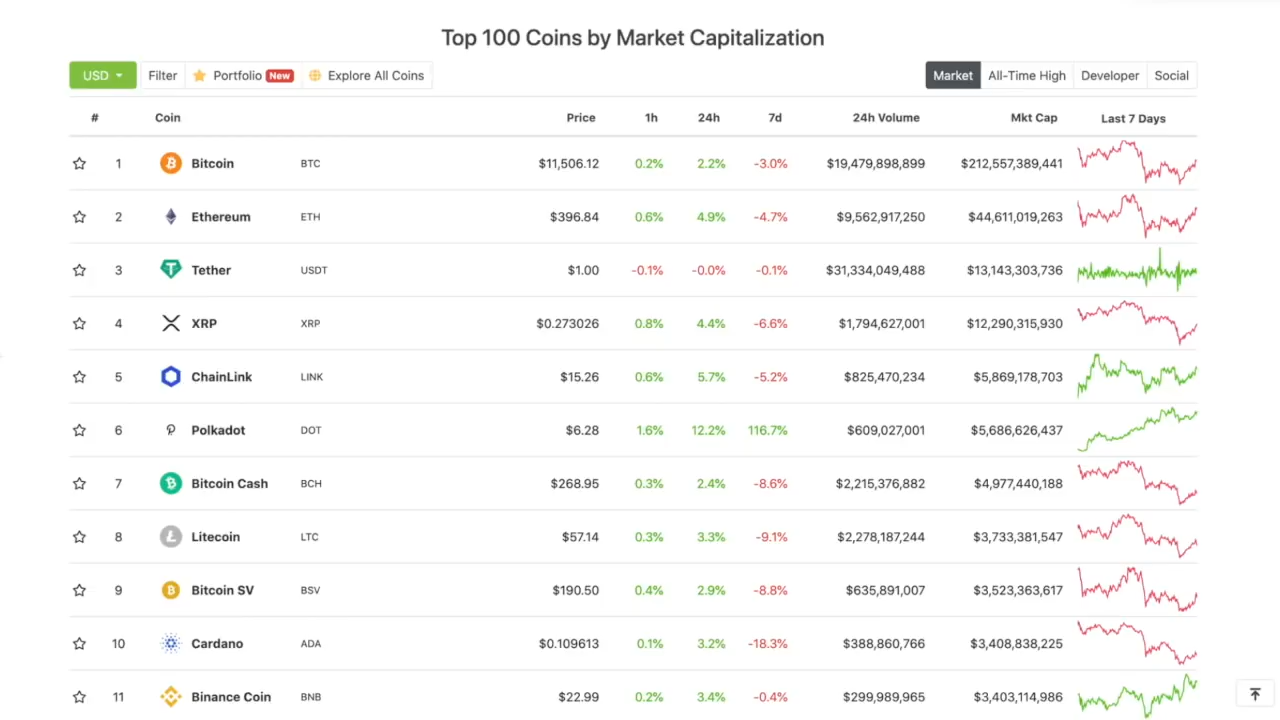 Top 100 Coins by Market Capitalization
USD Filter Portfolio New Explore All Coins Market All-Time High Developer Social
# Coin Price 1h 24h 7d 24h Volume Mkt Cap Last 7 Days
1 Bitcoin BTC $11,506.12 0.2% 2.2% -3.0% $19,479,898,899 $212,557,389,441
2 Ethereum ETH $396.84 0.6% 4.9% -4.7% $9,562,917,250 $44,611,019,263
3 Tether USDT $1.00 -0.1% -0.0% -0.1% $31,334,049,488 $13,143,303,736
4 XRP XRP $0.273026 0.8% 4.4% -6.6% $1,794,627,001 $12,290,315,930
5 ChainLink LINK $15.26 0.6% 5.7% -5.2% $825,470,234 $5,869,178,703
6 Polkadot DOT $6.28 1.6% 12.2% 116.7% $609,027,001 $5,686,626,437
7 Bitcoin Cash BCH $268.95 0.3% 2.4% -8.6% $2,215,376,882 $4,977,440,188
8 Litecoin LTC $57.14 0.3% 3.3% -9.1% $2,278,187,244 $3,733,381,547
9 Bitcoin SV BSV $190.50 0.4% 2.9% -8.8% $635,891,007 $3,523,363,617
10 Cardano ADA $0.109613 0.1% 3.2% -18.3% $388,860,766 $3,408,838,225
11 Binance Coin BNB $22.99 0.2% 3.4% -0.4% $299,989,965 $3,403,114,986